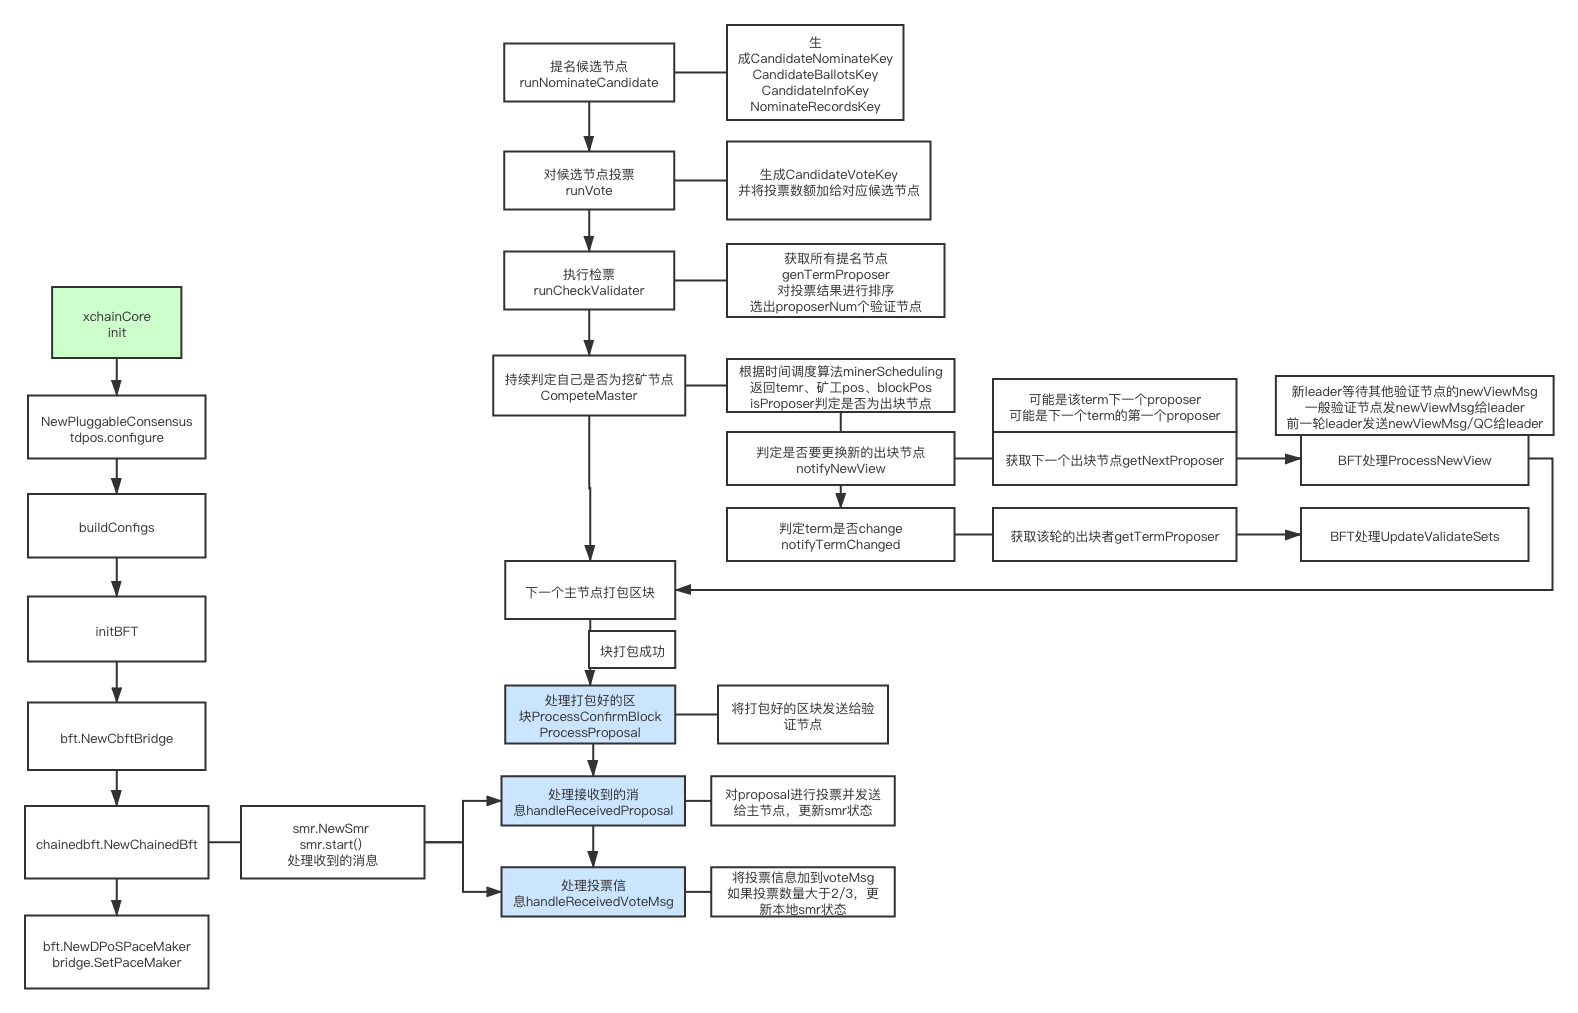 xchainCore
init
NewPluggableConsensus
tdpos.configure
buildConfigs
initBFT
bft.NewCbftBridge
chainedbft.NewChainedBft
bft.NewDPoSPaceMaker
bridge.SetPaceMaker
smr.NewSmr
smr.start()
处理收到的消息
提名候选节点
runNominateCandidate
生
成CandidateNominateKey
CandidateBallotsKey
CandidateInfoKey
NominateRecordsKey
对候选节点投票
runVote
生成CandidateVoteKey
并将投票数额加给对应候选节点
执行检票
runCheckValidater
获取所有提名节点
genTermProposer
对投票结果进行排序
选出proposerNum个验证节点
持续判定自己是否为挖矿节点
CompeteMaster
根据时间调度算法minerScheduling
返回temr、矿工pos、blockPos
isProposer判定是否为出块节点
判定是否要更换新的出块节点
notifyNewView
可能是该term下一个proposer
可能是下一个term的第一个proposer
获取下一个出块节点getNextProposer
新leader等待其他验证节点的newViewMsg
一般验证节点发newViewMsg给leader
前一轮leader发送newViewMsg/QC给leader
BFT处理ProcessNewView
判定term是否change
notifyTermChanged
获取该轮的出块者getTermProposer
BFT处理UpdateValidateSets
下一个主节点打包区块
块打包成功
处理打包好的区
块ProcessConfirmBlock
ProcessProposal
将打包好的区块发送给验
证节点
处理接收到的消
息handleReceivedProposal
对proposal进行投票并发送
给主节点，更新smr状态
处理投票信
息handleReceivedVoteMsg
将投票信息加到voteMsg
如果投票数量大于2/3，更
新本地smr状态